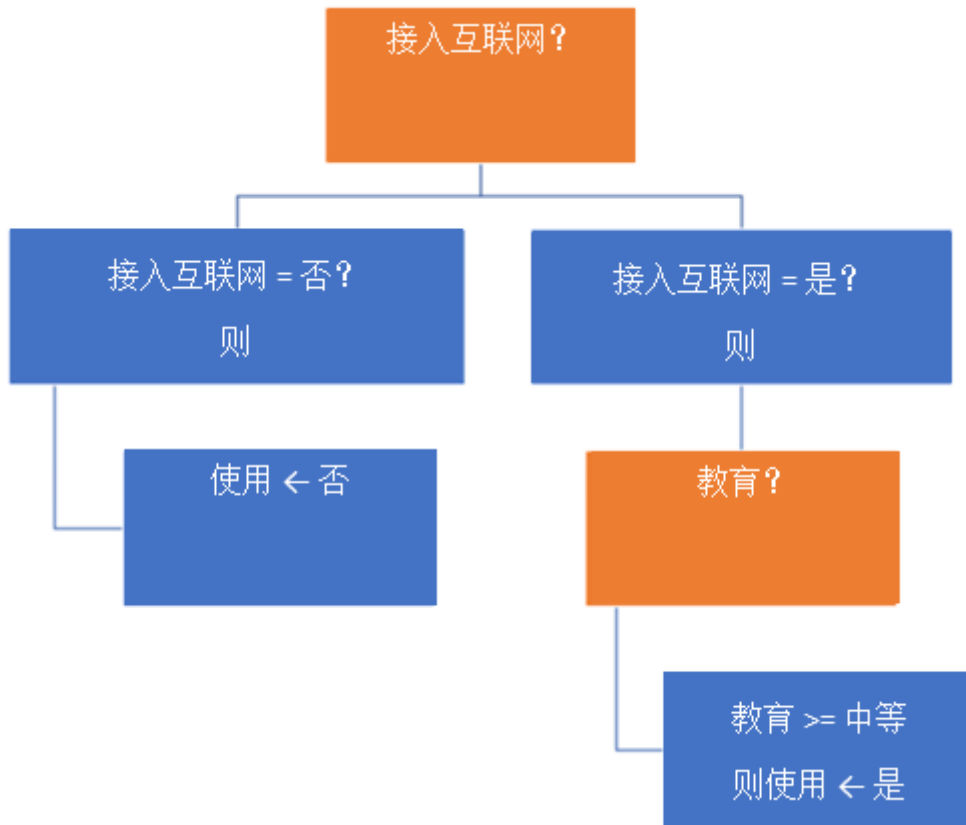 接入互联网?
接入互联网 = 否?
则
接入互联网 = 是?
则
使用 ← 否
教育?
教育 >= 中等
则使用 ← 是